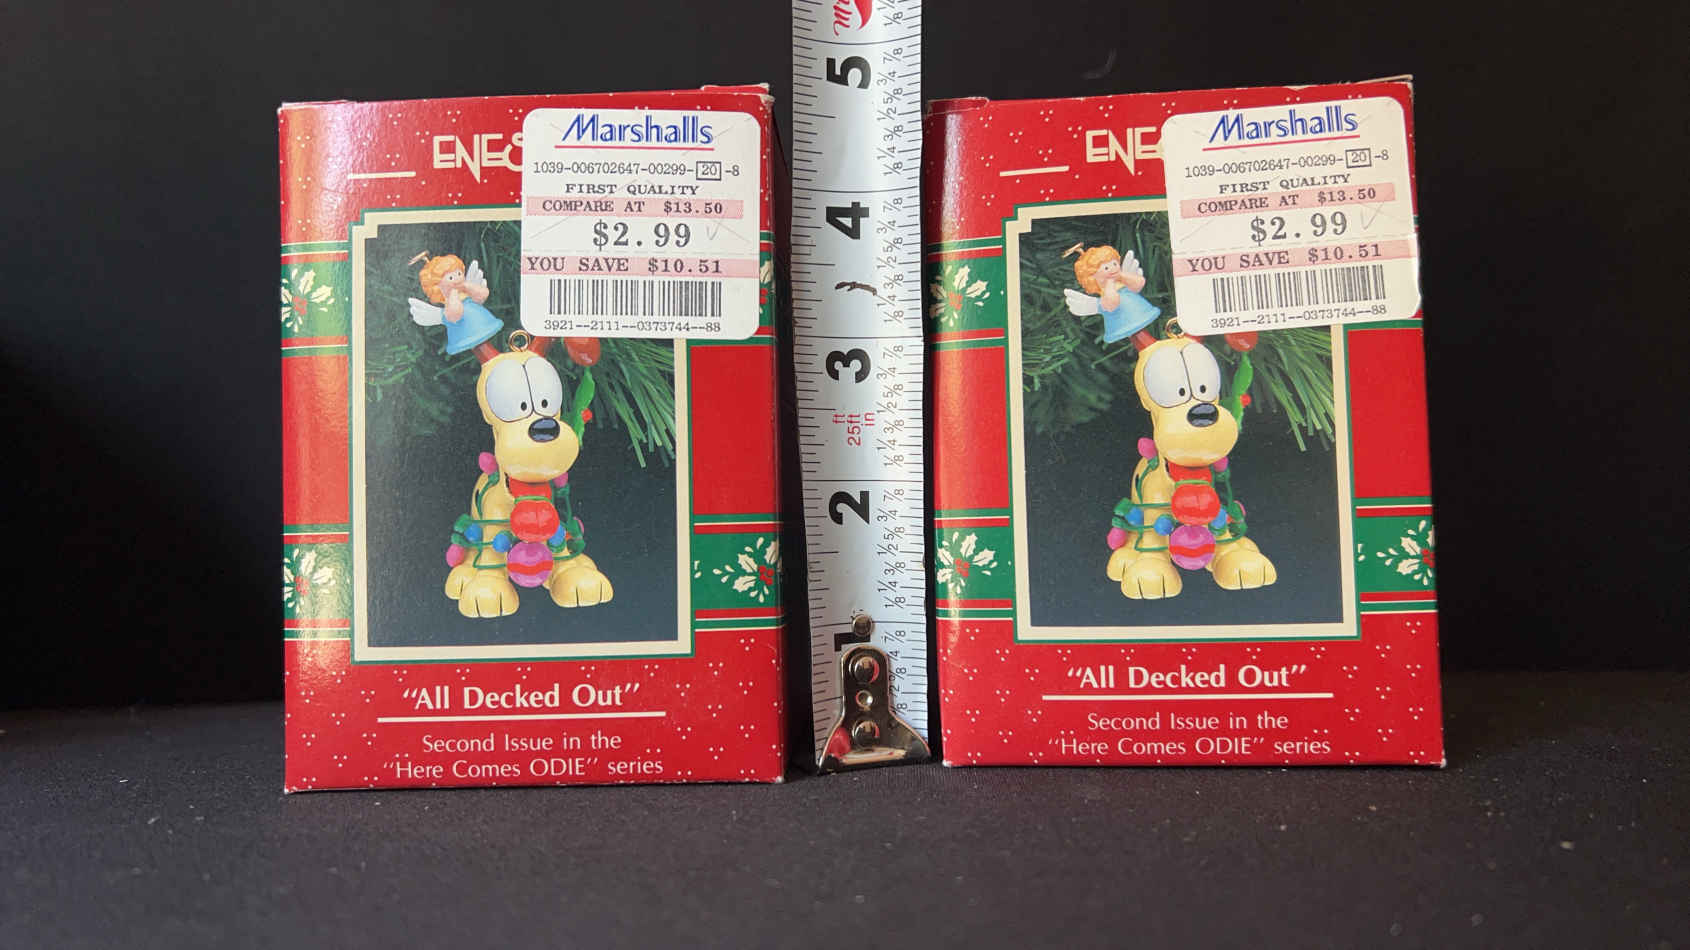 ENES
Marshalls
1039-006702647-00299-20-8
FIRST QUALITY
COMPARE AT $13.50
$2.99
YOU SAVE $10.51
3921--2111--0373744--88
"All Decked Out"
Second Issue in the
"Here Comes ODIE" series
5
4
3
ft
25ft
in
2
1
ENE
Marshalls
1039-006702647-00299-20-8
FIRST QUALITY
COMPARE AT $13.50
$2.99
YOU SAVE $10.51
3921--2111--0373744--88
"All Decked Out"
Second Issue in the
"Here Comes ODIE" series